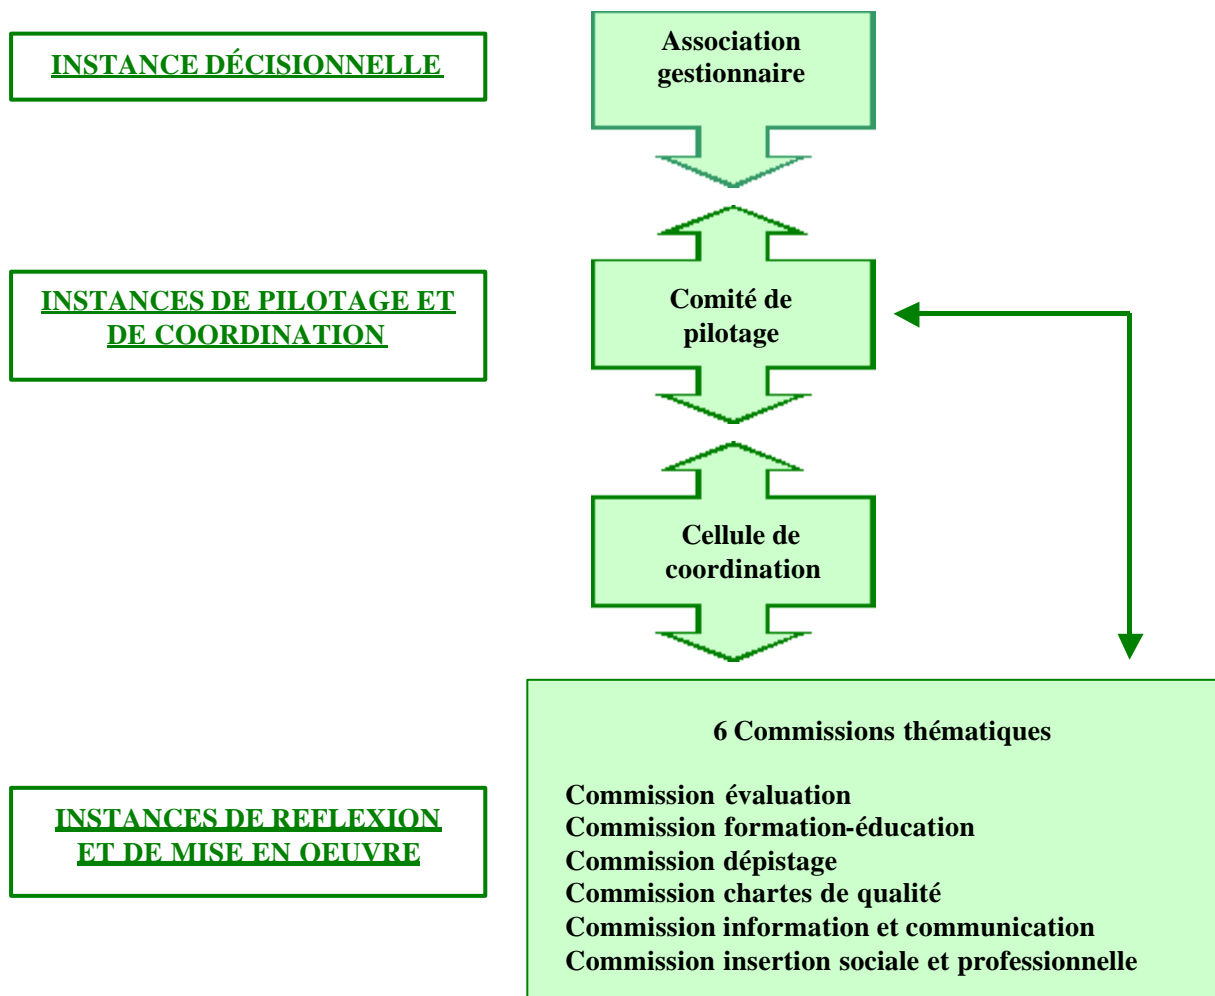 INSTANCE DÉCISIONNELLE
Association
gestionnaire
INSTANCES DE PILOTAGE ET
DE COORDINATION
Comité de
pilotage
Cellule de
coordination
6 Commissions thématiques
Commission évaluation
Commission formation-éducation
Commission dépistage
Commission chartes de qualité
Commission information et communication
Commission insertion sociale et professionnelle
INSTANCES DE REFLEXION
ET DE MISE EN OEUVRE